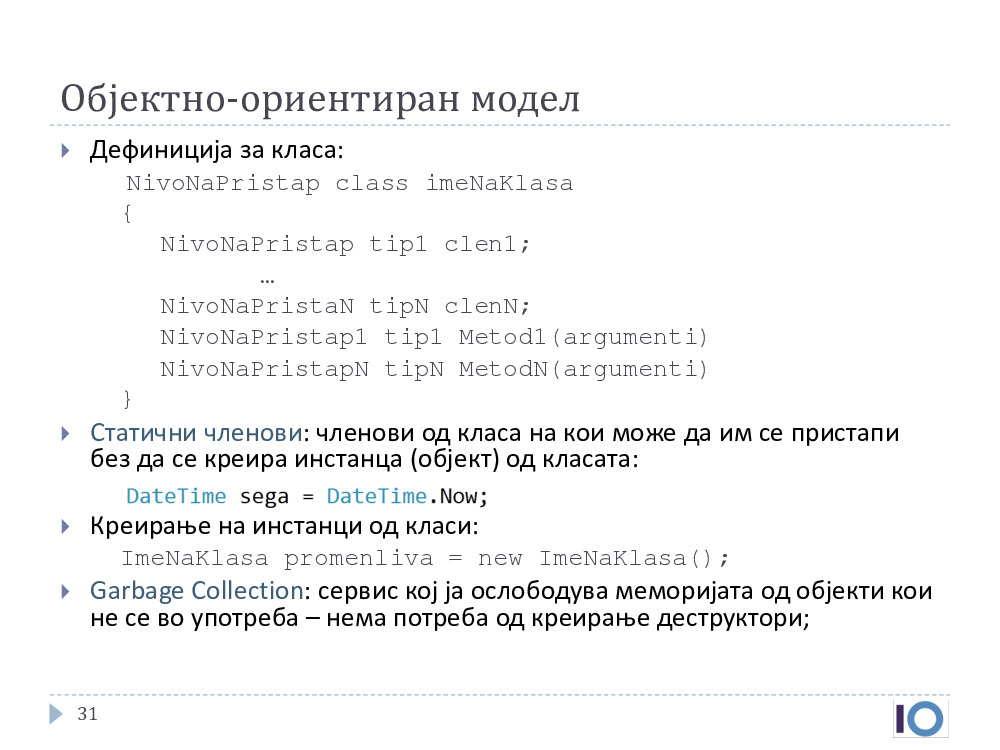 Објектно-ориентиран модел
Дефиниција за класа:
NivoNaPristap class imeNaKlasa
{
NivoNaPristap tip1 clen1;
…
NivoNaPristaN tipN clenN;
NivoNaPristap1 tip1 Metod1(argumenti)
NivoNaPristapN tipN MetodN(argumenti)
}
Статични членови: членови од класа на кои може да им се пристапи
без да се креира инстанца (објект) од класата:
DateTime sega = DateTime.Now;
Креирање на инстанци од класи:
ImeNaKlasa promenliva = new ImeNaKlasa();
Garbage Collection: сервис кој ја ослободува меморијата од објекти кои
не се во употреба – нема потреба од креирање деструктори;
31
IO